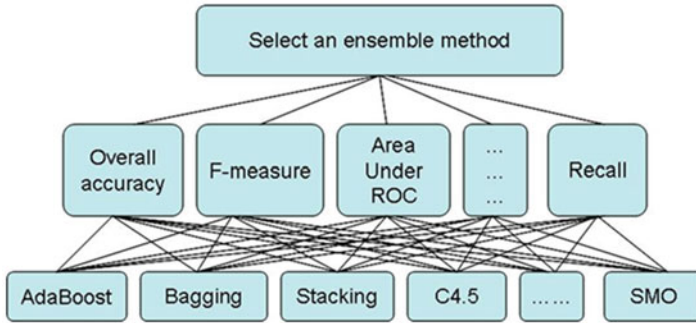 Select an ensemble method
Overall
accuracy
F-measure
Area
Under
ROC
...
...
...
Recall
AdaBoost
Bagging
Stacking
C4.5
... ...
SMO